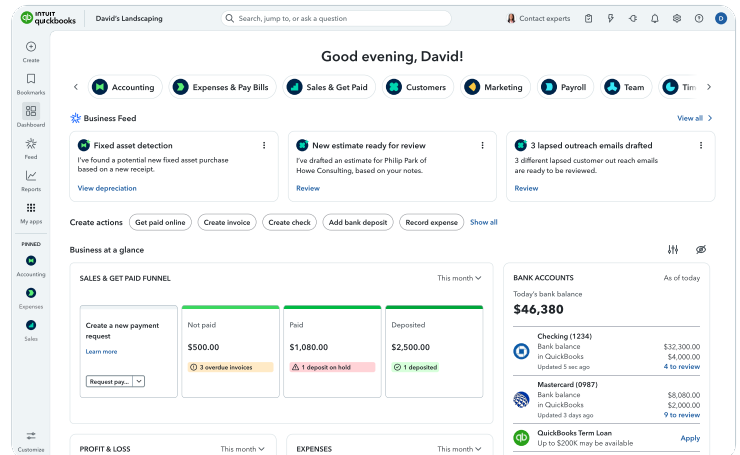 INTUIT
quickbooks
David's Landscaping
Search, jump to, or ask a question
Contact experts
D
Create
Bookmarks
Dashboard
Feed
Reports
My apps
PINNED
Accounting
Expenses
Sales
Customize
Good evening, David!
Accounting
Expenses & Pay Bills
Sales & Get Paid
Customers
Marketing
Payroll
Team
Business Feed
View all
Fixed asset detection
I've found a potential new fixed asset purchase
based on a new receipt.
View depreciation
New estimate ready for review
I've drafted an estimate for Philip Park of
Howe Consulting, based on your notes.
Review
3 lapsed outreach emails drafted
3 different lapsed customer out reach emails
are ready to be reviewed.
Review
Create actions
Get paid online
Create invoice
Create check
Add bank deposit
Record expense
Show all
Business at a glance
SALES & GET PAID FUNNEL
This month
Create a new payment
request
Learn more
Request pay...
Not paid
$500.00
3 overdue invoices
Paid
$1,080.00
1 deposit on hold
Deposited
$2,500.00
1 deposited
BANK ACCOUNTS
As of today
Today's bank balance
$46,380
Checking (1234)
Bank balance $32,300.00
in QuickBooks $4,000.00
Updated 5 sec ago 4 to review
Mastercard (0987)
Bank balance $8,080.00
in QuickBooks $2,000.00
Updated 3 days ago 9 to review
QuickBooks Term Loan
Up to $200K may be available
Apply
PROFIT & LOSS
This month
EXPENSES
This month